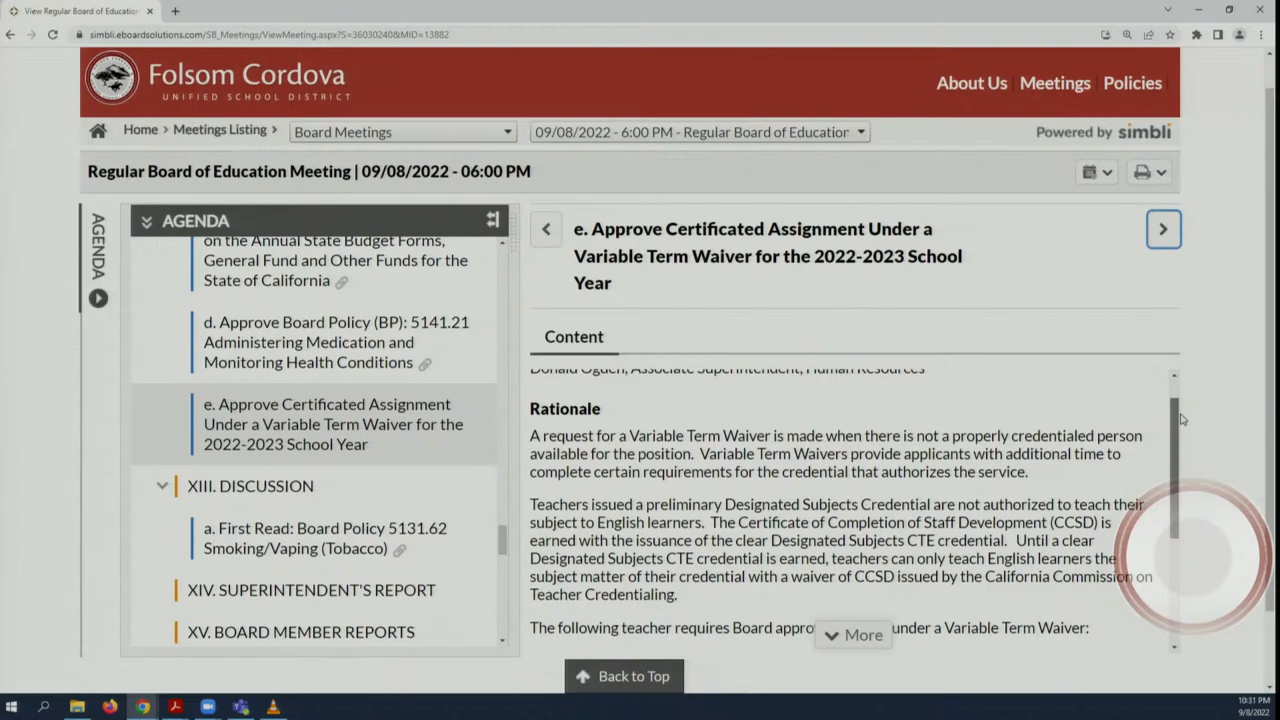 View Regular Board of Education
simbli.eboardsolutions.com/SB_Meetings/ViewMeeting.aspx?S=36030240&MID=13882
Folsom Cordova
UNIFIED SCHOOL DISTRICT
About Us Meetings Policies
Home > Meetings Listing >
Board Meetings
09/08/2022 - 6:00 PM - Regular Board of Education
Powered by simbli
Regular Board of Education Meeting | 09/08/2022 - 06:00 PM
AGENDA
AGENDA
on the Annual State Budget Forms,
General Fund and Other Funds for the
State of California
d. Approve Board Policy (BP): 5141.21
Administering Medication and
Monitoring Health Conditions
e. Approve Certificated Assignment
Under a Variable Term Waiver for the
2022-2023 School Year
XIII. DISCUSSION
a. First Read: Board Policy 5131.62
Smoking/Vaping (Tobacco)
XIV. SUPERINTENDENT'S REPORT
XV. BOARD MEMBER REPORTS
e. Approve Certificated Assignment Under a
Variable Term Waiver for the 2022-2023 School
Year
Content
Donald Ogden, Associate Superintendent, Human Resources
Rationale
A request for a Variable Term Waiver is made when there is not a properly credentialed person
available for the position. Variable Term Waivers provide applicants with additional time to
complete certain requirements for the credential that authorizes the service.
Teachers issued a preliminary Designated Subjects Credential are not authorized to teach their
subject to English learners. The Certificate of Completion of Staff Development (CCSD) is
earned with the issuance of the clear Designated Subjects CTE credential. Until a clear
Designated Subjects CTE credential is earned, teachers can only teach English learners the
subject matter of their credential with a waiver of CCSD issued by the California Commission on
Teacher Credentialing.
The following teacher requires Board appro under a Variable Term Waiver:
More
Back to Top
10:31 PM
9/8/2022